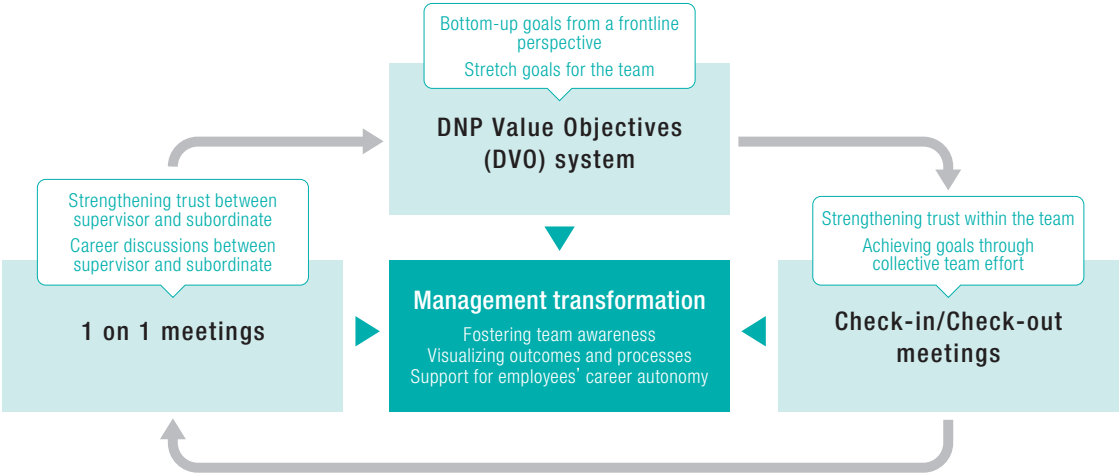 Bottom-up goals from a frontline
perspective
Stretch goals for the team
DNP Value Objectives
(DVO) system
Strengthening trust between
supervisor and subordinate
Career discussions between
supervisor and subordinate
1 on 1 meetings
Management transformation
Fostering team awareness
Visualizing outcomes and processes
Support for employees’ career autonomy
Strengthening trust within the team
Achieving goals through
collective team effort
Check-in/Check-out
meetings